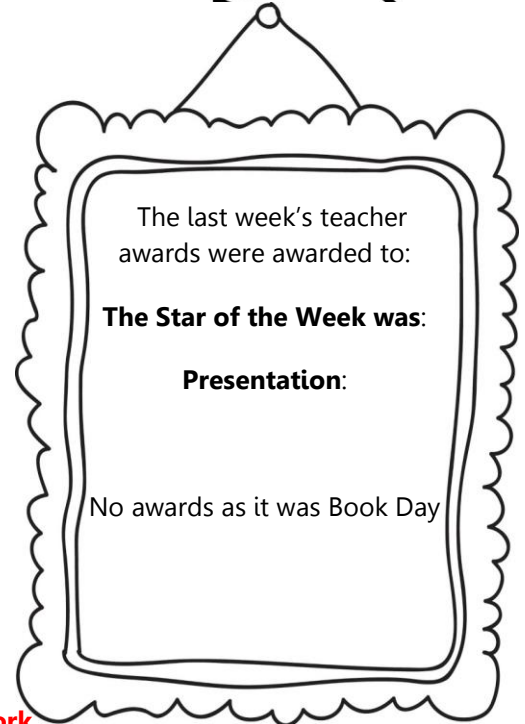 The last week's teacher
awards were awarded to:
The Star of the Week was:
Presentation:
No awards as it was Book Day
ork